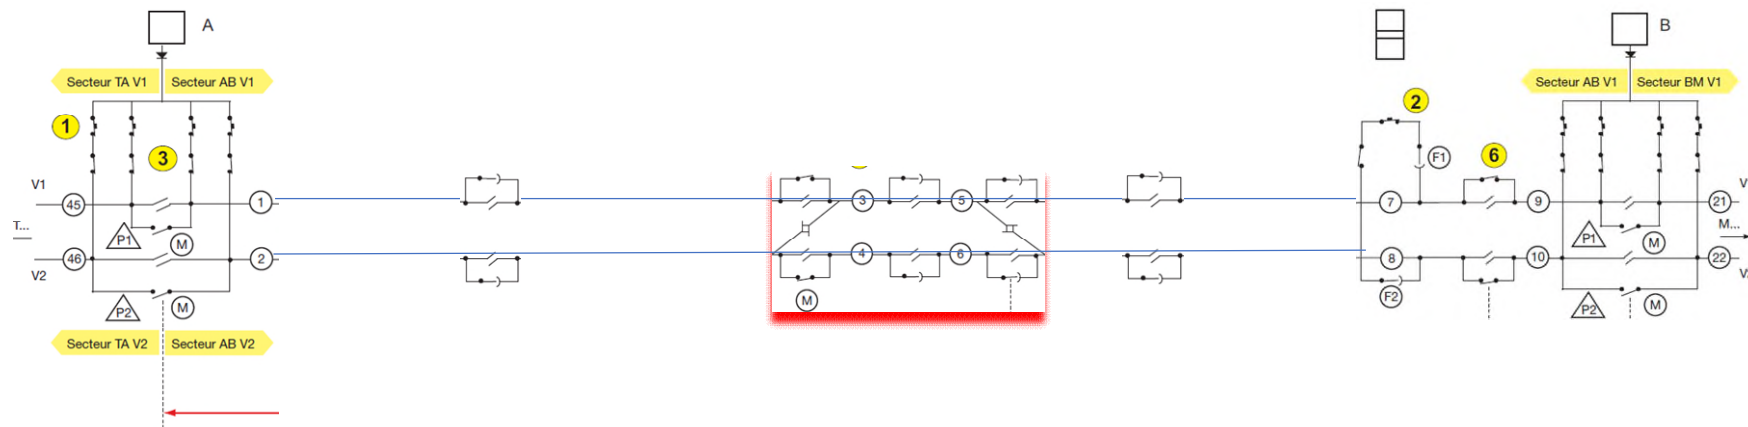 A
B
Secteur TA V1
Secteur AB V1
Secteur AB V1
Secteur BM V1
1
2
3
F1
6
V1
V
45
1
3
5
7
9
21
T...
P1
M
P1
M
M...
46
2
4
6
8
10
22
V2
V
P2
M
M
F2
P2
M
Secteur TA V2
Secteur AB V2